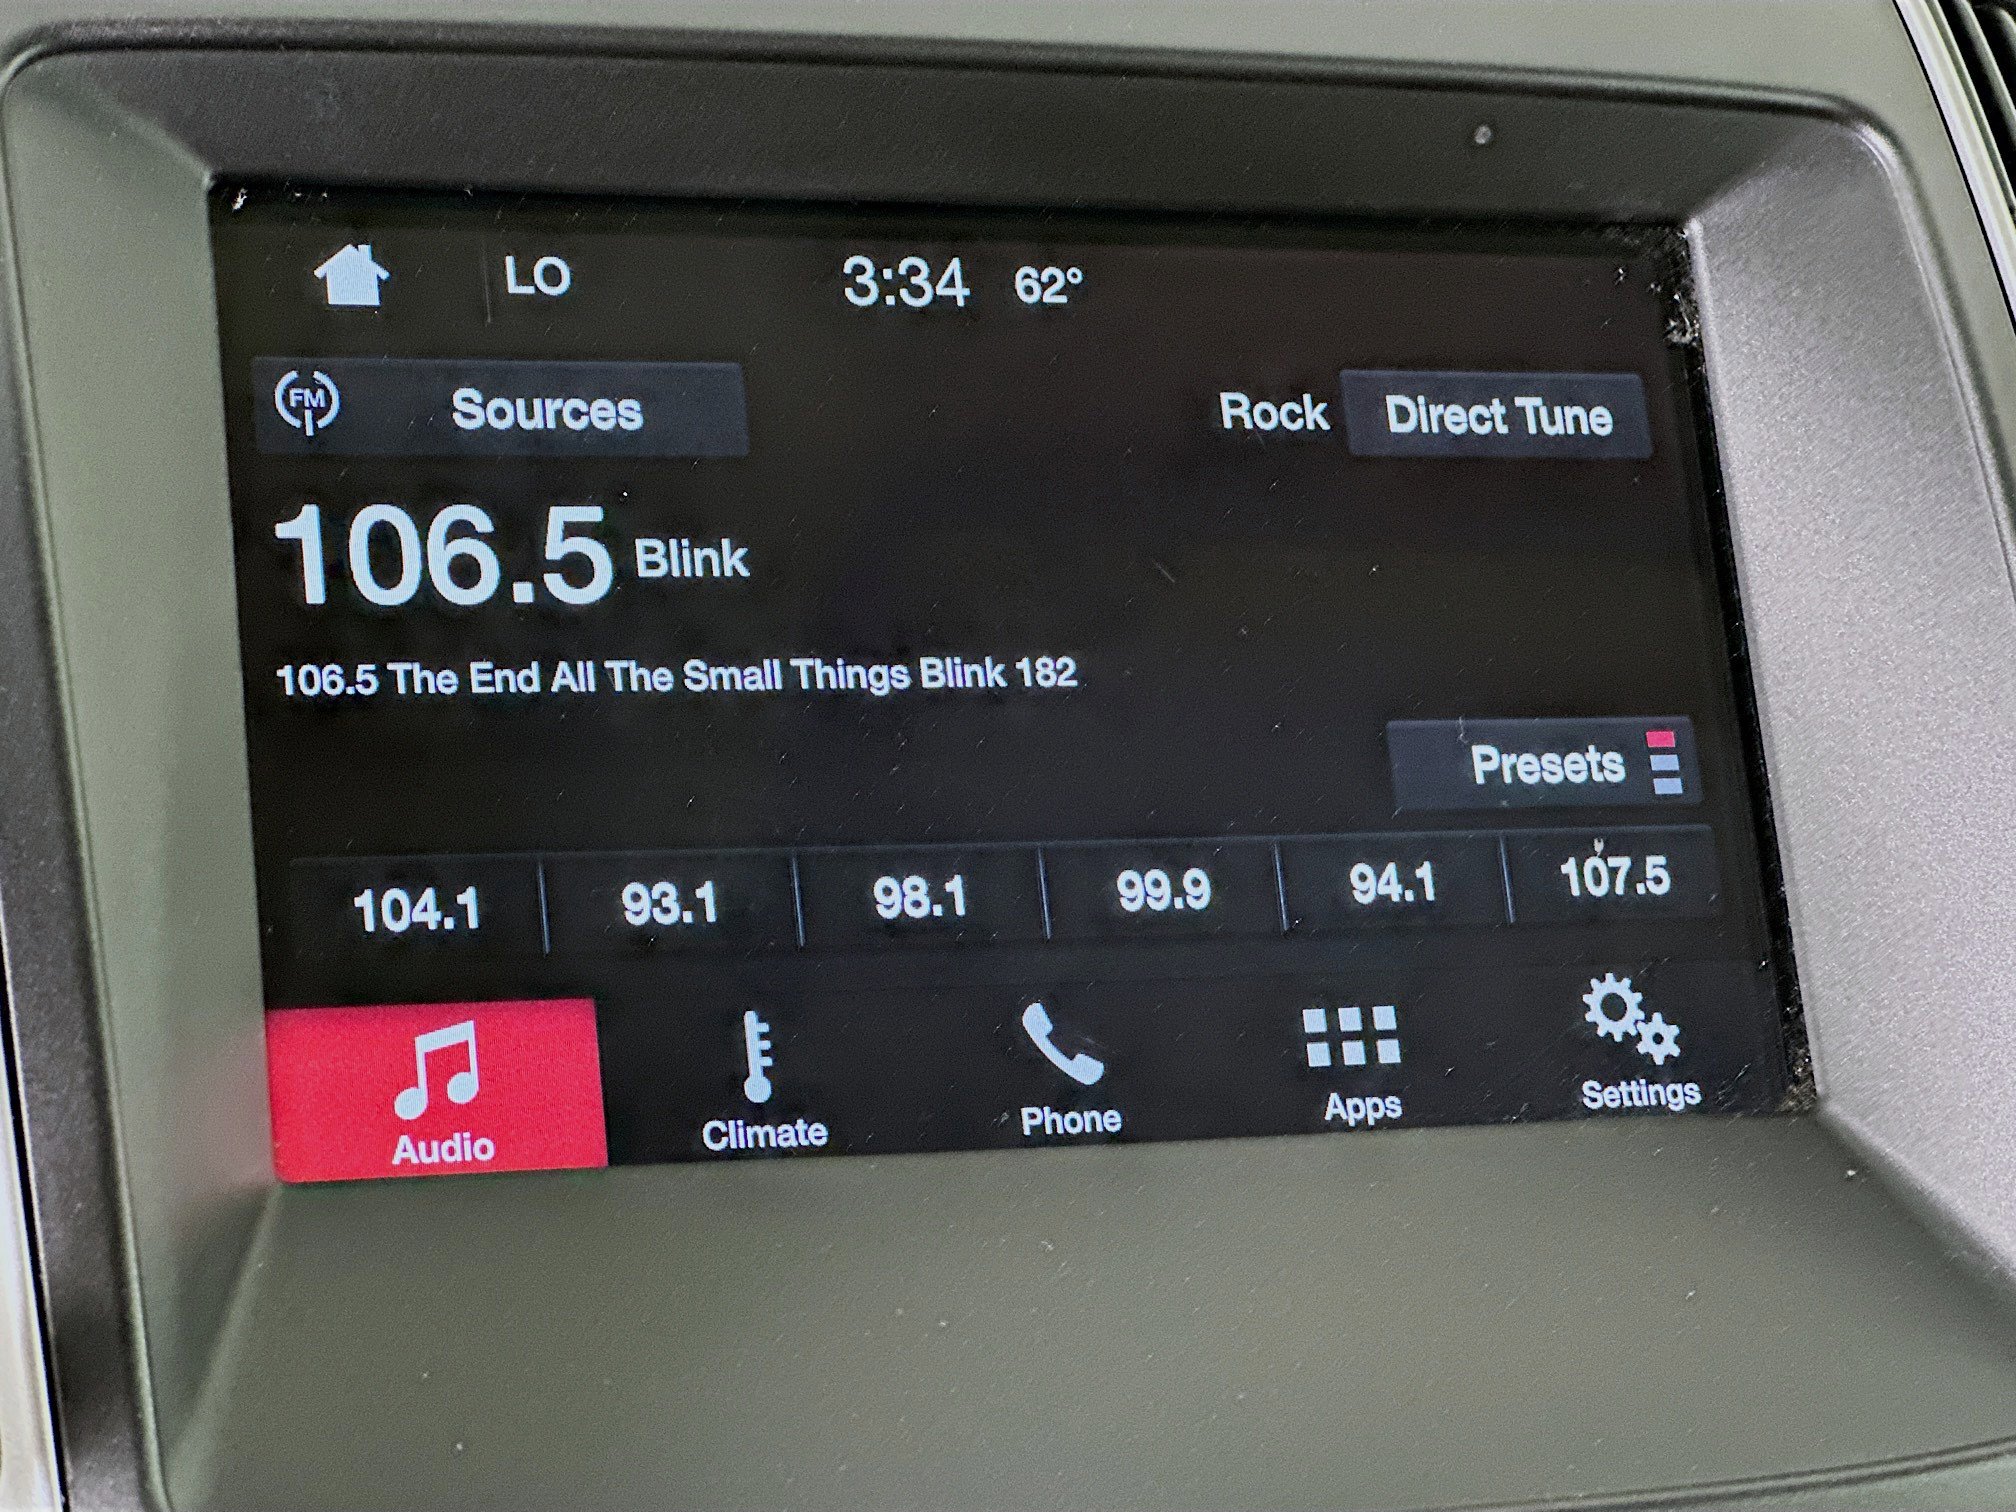 LO 3:34 62°
FM Sources Rock Direct Tune
106.5 Blink
106.5 The End All The Small Things Blink 182
Presets
104.1 93.1 98.1 99.9 94.1 107.5
Audio Climate Phone Apps Settings